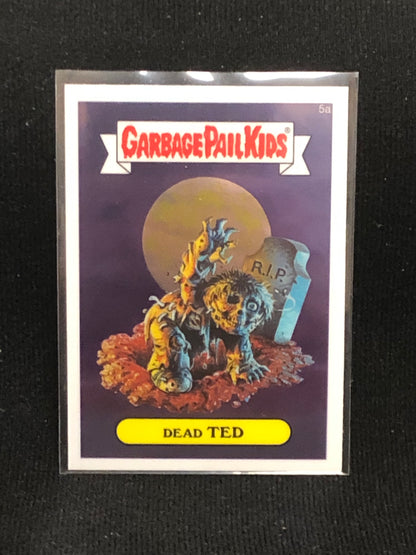 5a
GARBAGE PAIL KIDS®
R.I.P.
DEAD TED